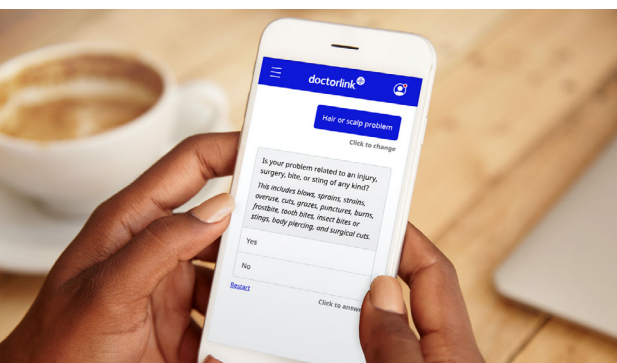 doctorlink
Hair or scalp problem
Click to change
Is your problem related to an injury,
surgery, bite, or sting of any kind?
This includes blows, sprains, strains,
overuse, cuts, grazes, punctures, burns,
frostbite, tooth bites, insect bites or
stings, body piercing, and surgical cuts.
Yes
No
Restart
Click to answ